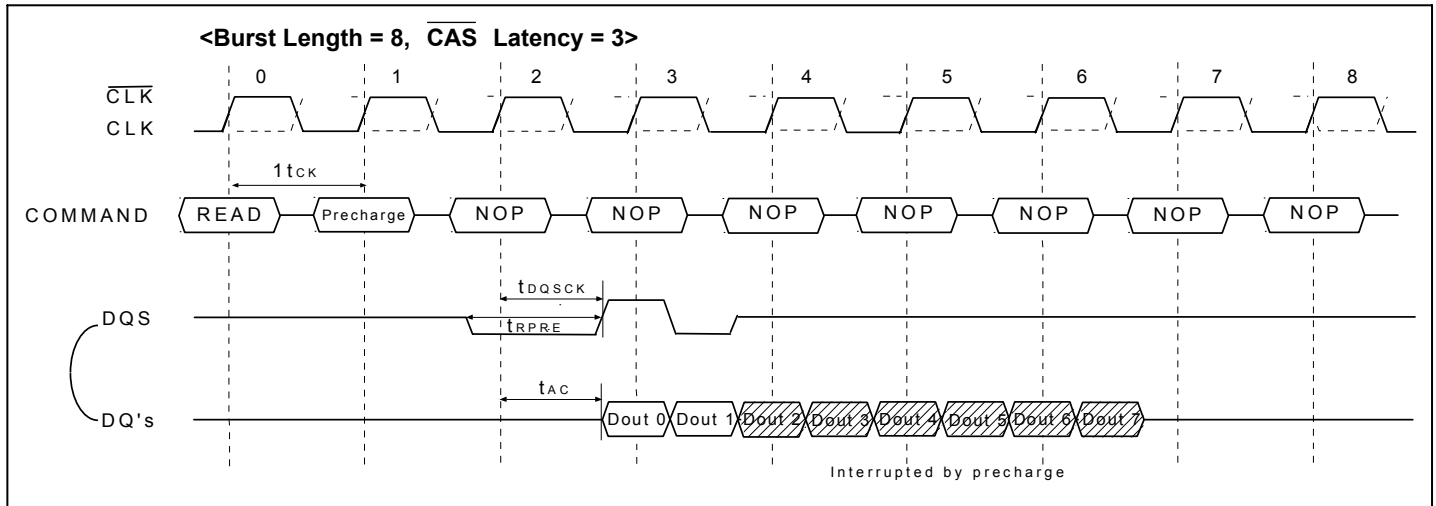 <Burst Length = 8, CAS Latency = 3>
0 1 2 3 4 5 6 7 8
CLK
CLK
1tCK
COMMAND READ Precharge NOP NOP NOP NOP NOP NOP NOP
tDQSCK
DQS
tRPRE
tAC
DQ's Dout 0 Dout 1 Dout 2 Dout 3 Dout 4 Dout 5 Dout 6 Dout 7
Interrupted by precharge